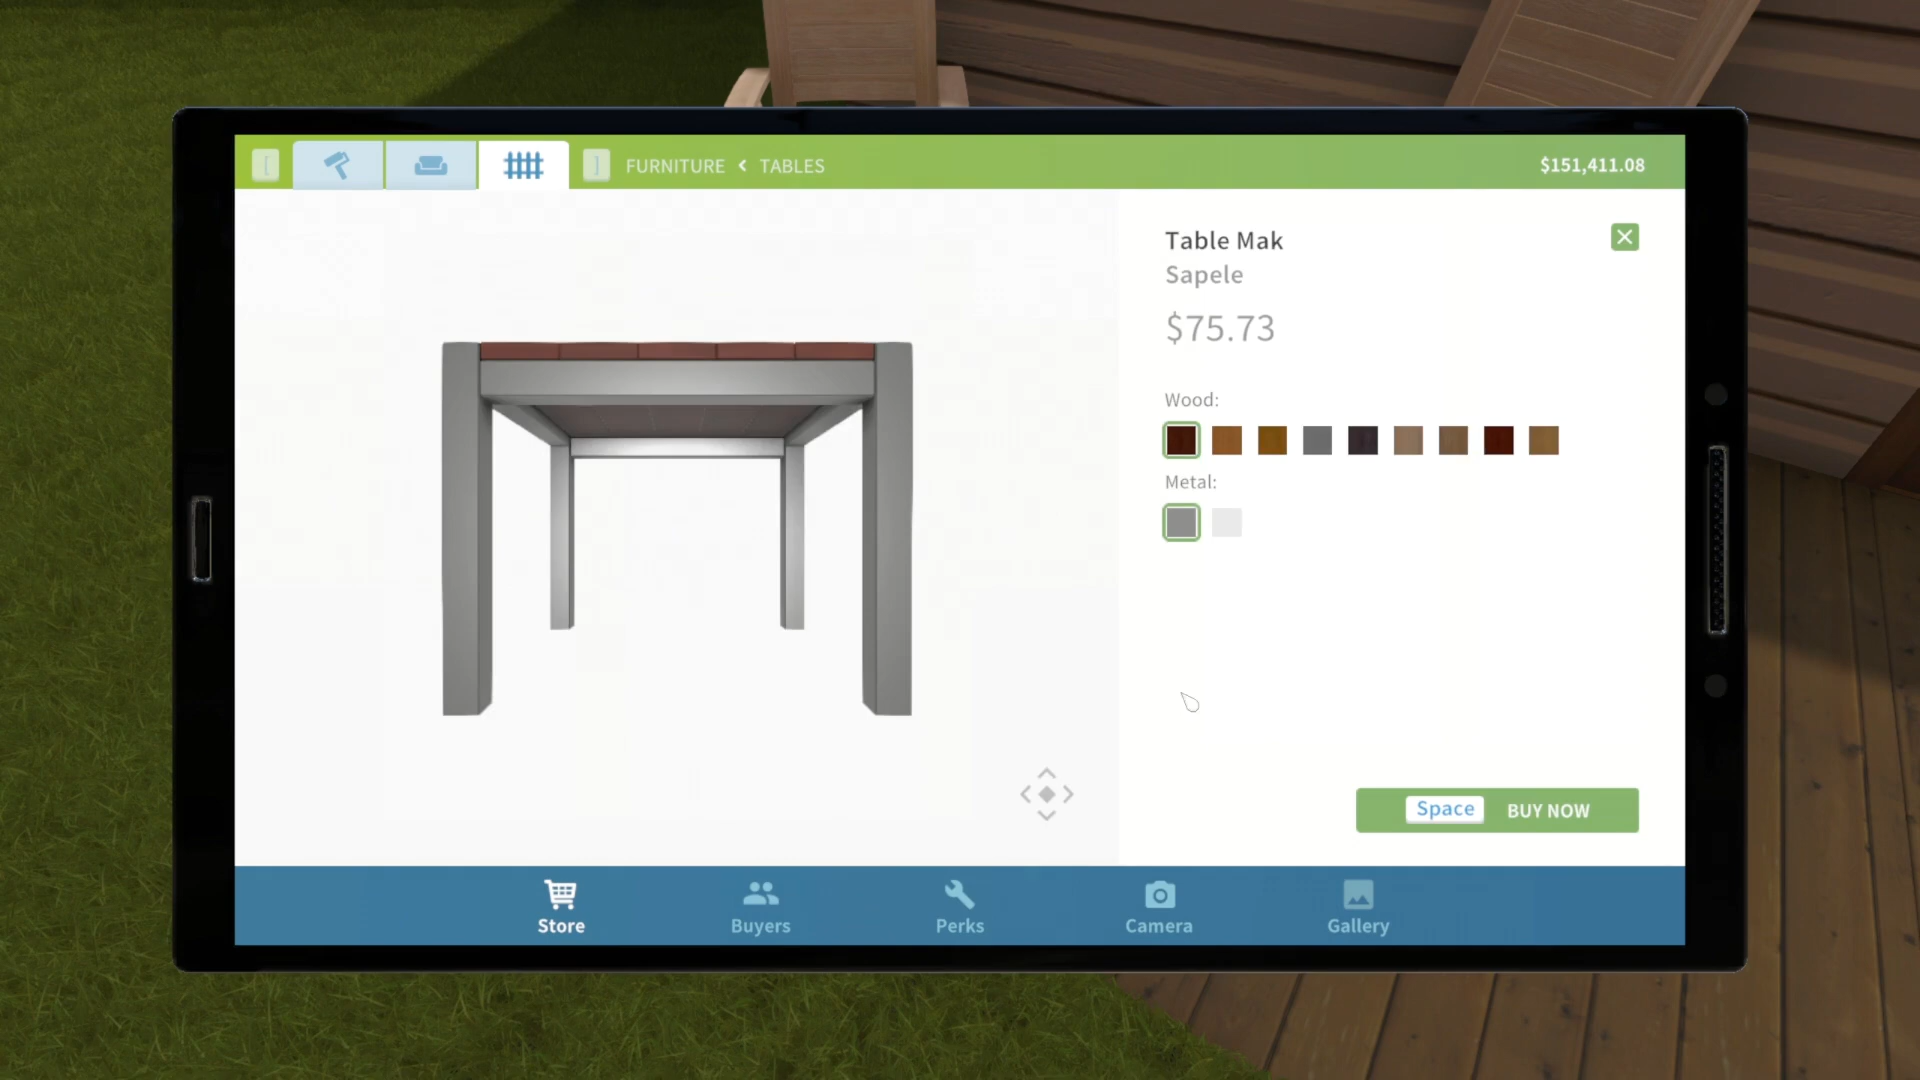 [
] FURNITURE < TABLES
$151,411.08
Table Mak
Sapele
$75.73
Wood:
Metal:
Space BUY NOW
Store
Buyers
Perks
Camera
Gallery